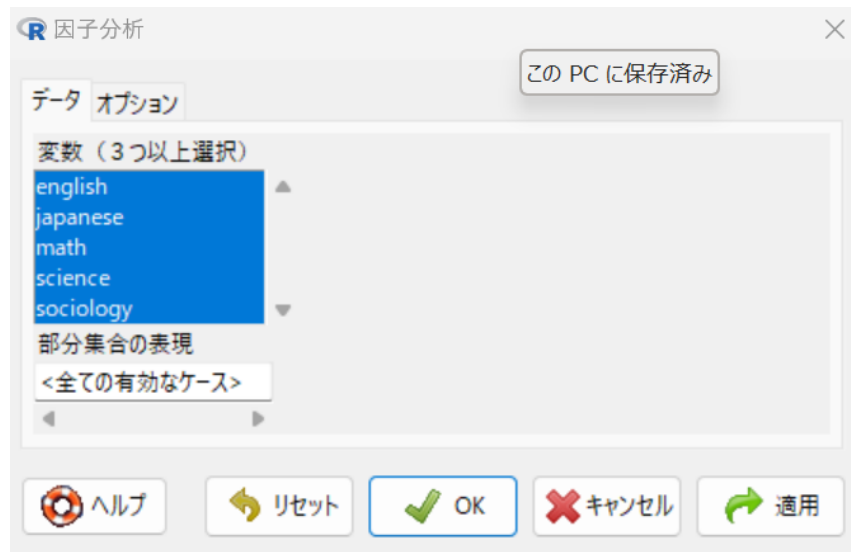 因子分析
この PC に保存済み
データ オプション
変数（3つ以上選択）
english
japanese
math
science
sociology
部分集合の表現
<全ての有効なケース>
ヘルプ リセット OK キャンセル 適用